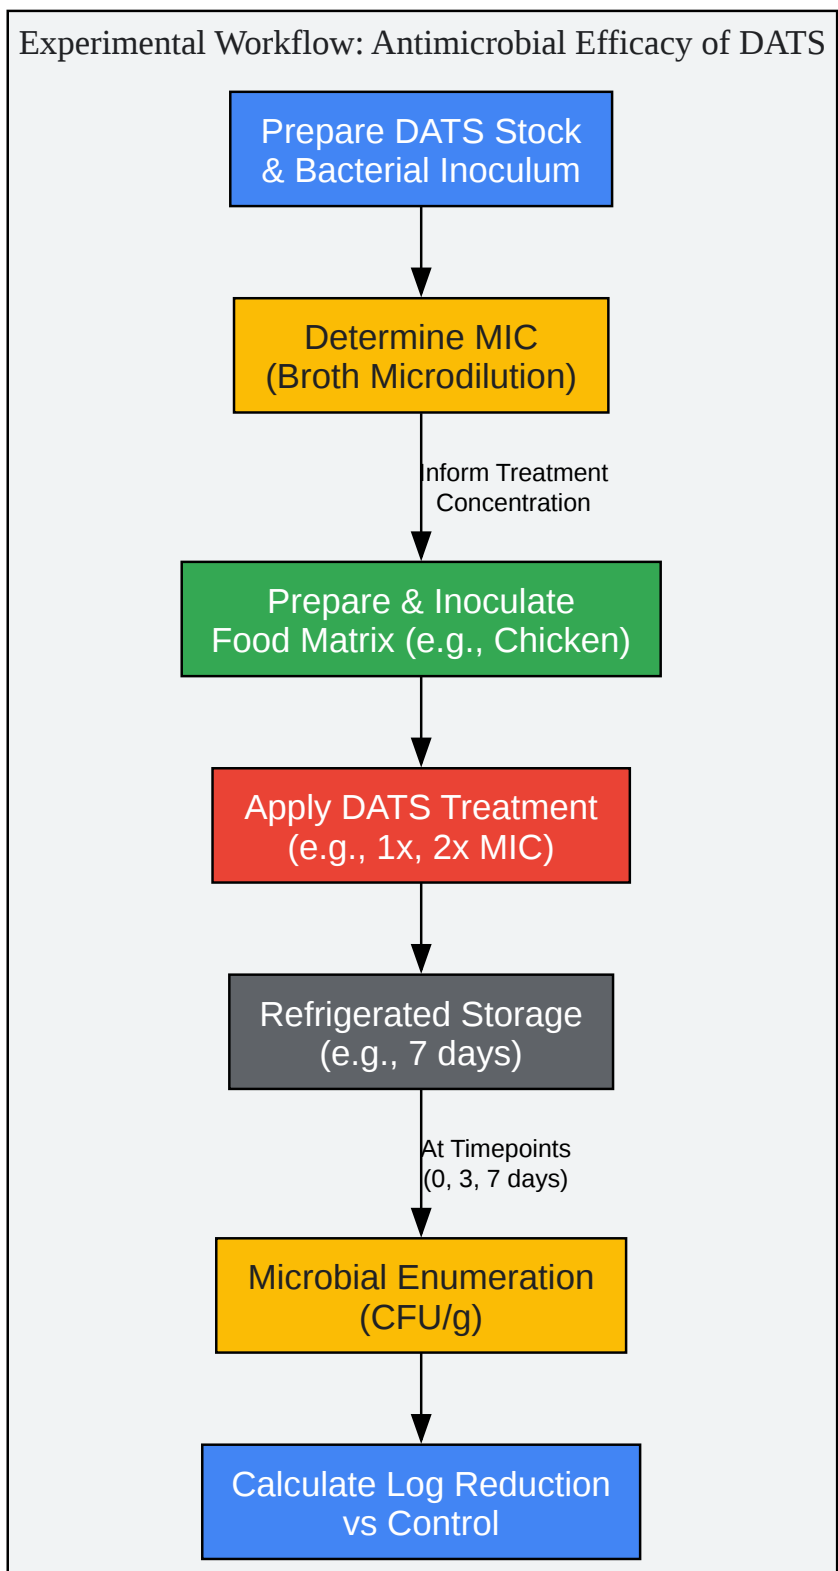 Experimental Workflow: Antimicrobial Efficacy of DATS
Prepare DATS Stock
& Bacterial Inoculum
Determine MIC
(Broth Microdilution)
Inform Treatment
Concentration
Prepare & Inoculate
Food Matrix (e.g., Chicken)
Apply DATS Treatment
(e.g., 1x, 2x MIC)
Refrigerated Storage
(e.g., 7 days)
At Timepoints
(0, 3, 7 days)
Microbial Enumeration
(CFU/g)
Calculate Log Reduction
vs Control